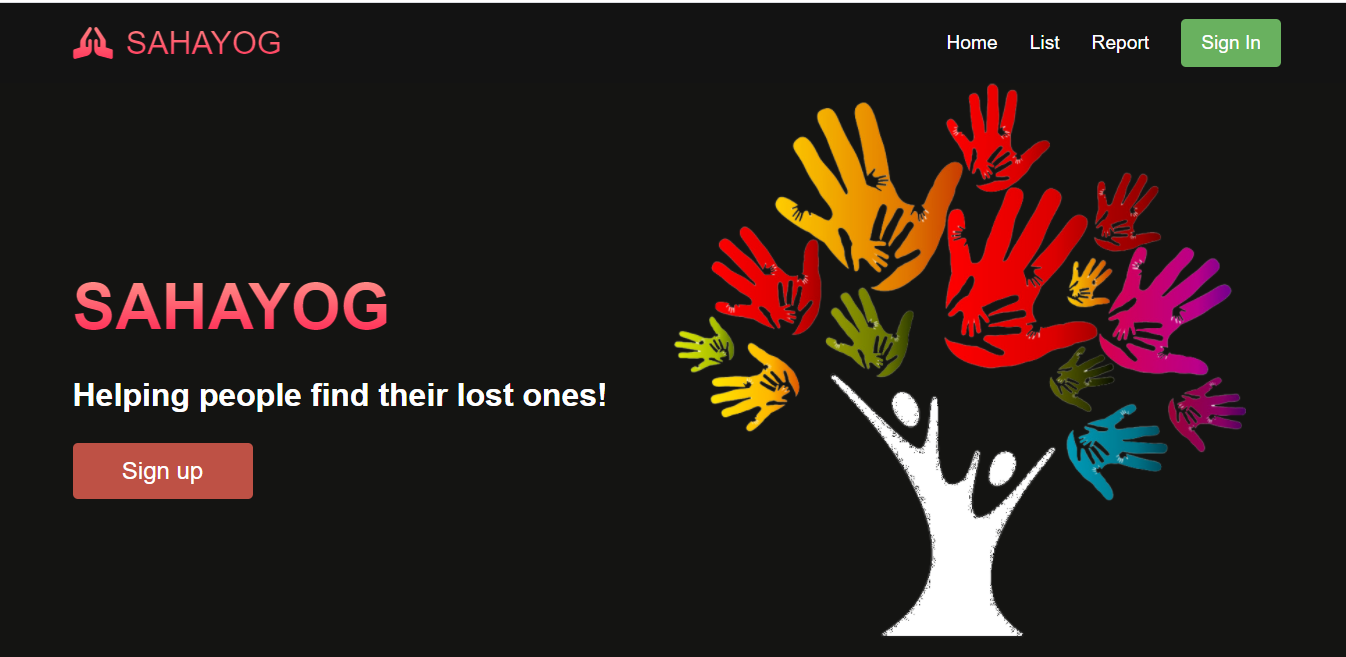 SAHAYOG
Home List Report Sign In
SAHAYOG
Helping people find their lost ones!
Sign up